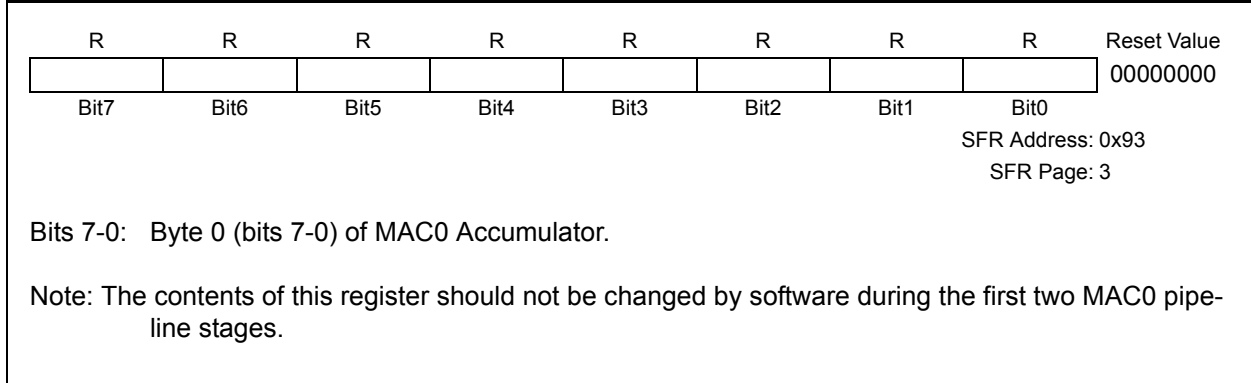 R R R R R R R R Reset Value
00000000
Bit7 Bit6 Bit5 Bit4 Bit3 Bit2 Bit1 Bit0
SFR Address: 0x93
SFR Page: 3
Bits 7-0: Byte 0 (bits 7-0) of MAC0 Accumulator.
Note: The contents of this register should not be changed by software during the first two MAC0 pipe-
line stages.